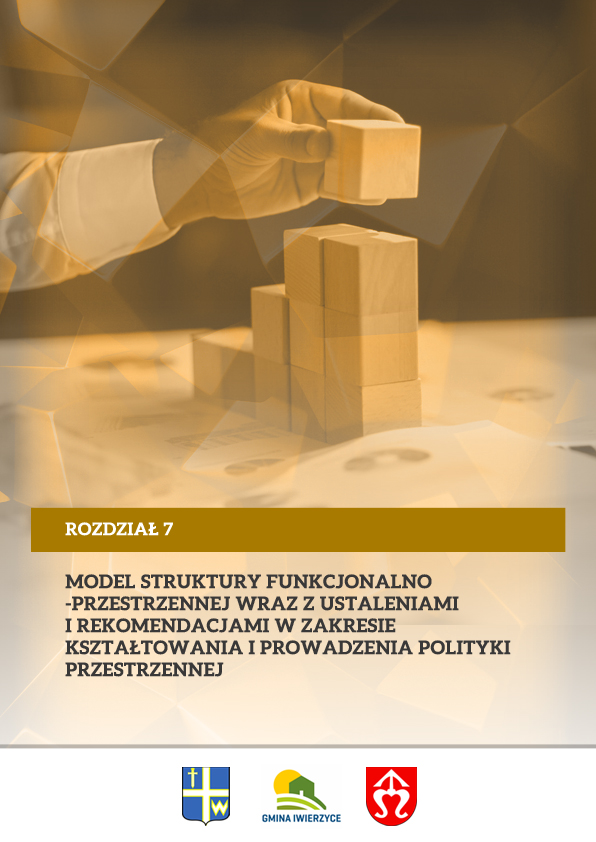 ROZDZIAŁ 7
MODEL STRUKTURY FUNKCJONALNO
-PRZESTRZENNEJ WRAZ Z USTALENIAMI
I REKOMENDACJAMI W ZAKRESIE
KSZTAŁTOWANIA I PROWADZENIA POLITYKI
PRZESTRZENNEJ
W
GMINA IWIERZYCE